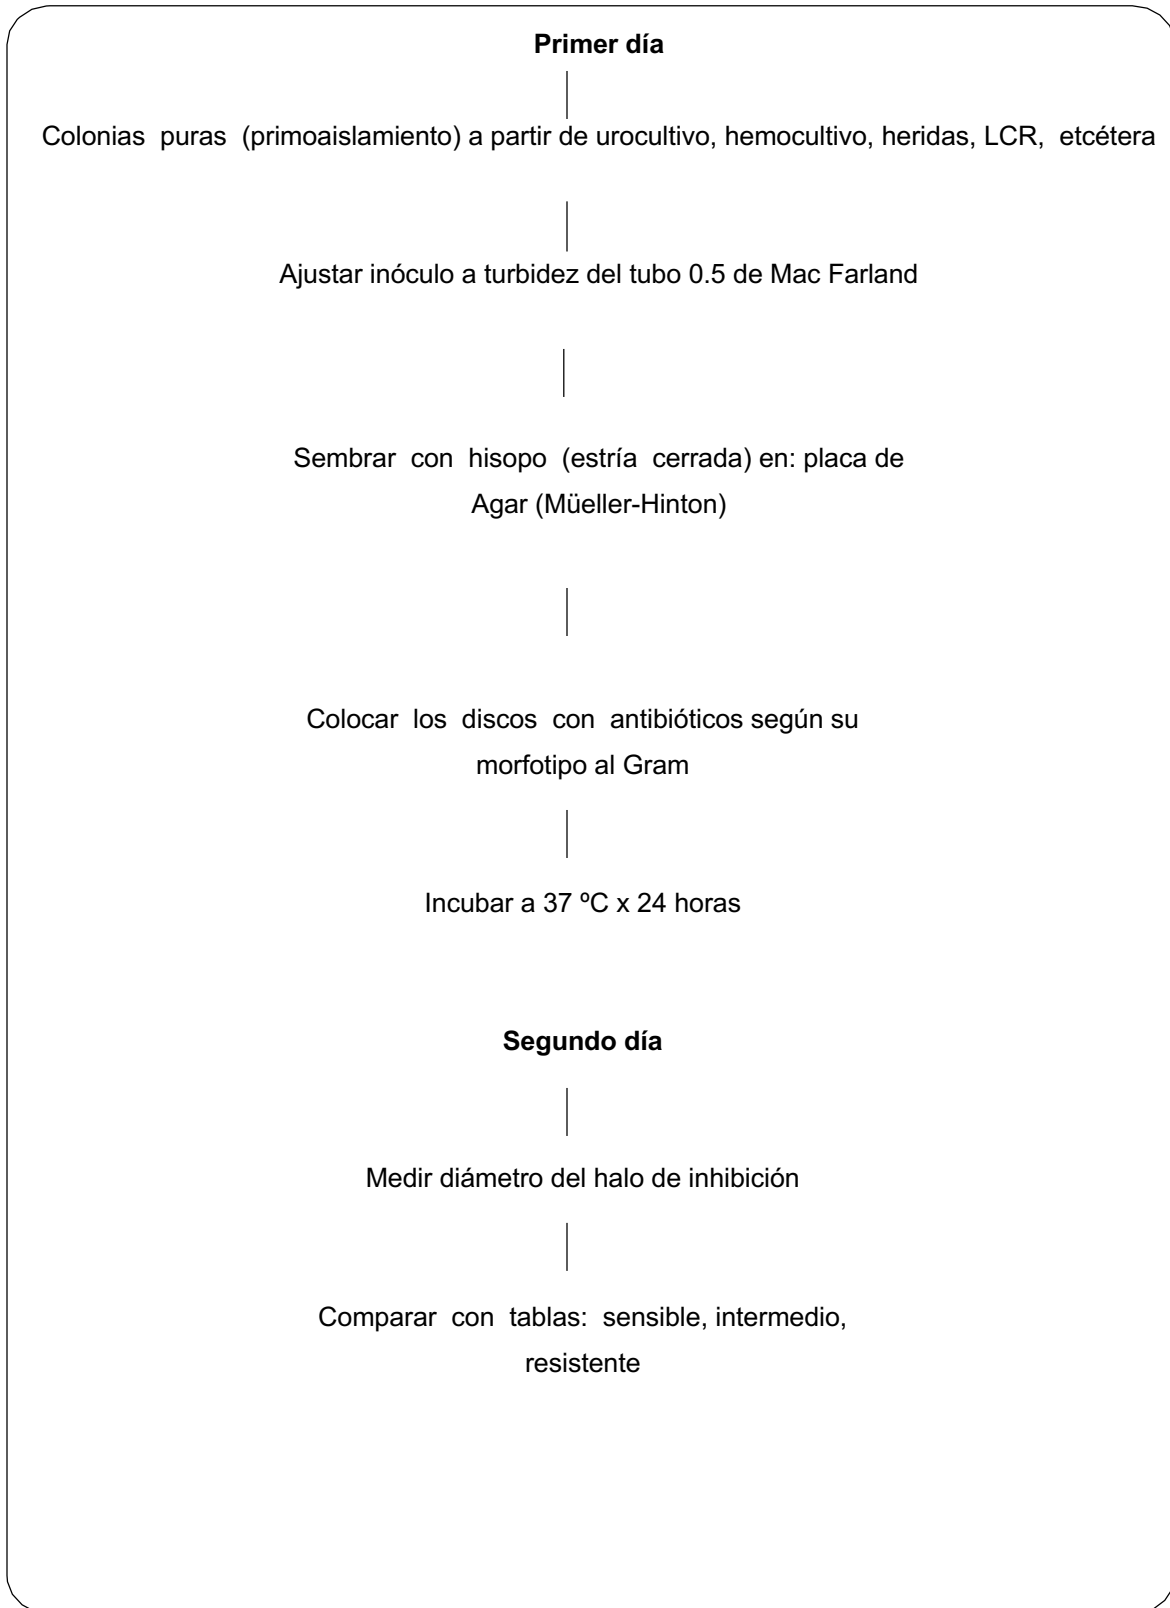 Primer día
Colonias puras (primoaislamiento) a partir de urocultivo, hemocultivo, heridas, LCR, etcétera
Ajustar inóculo a turbidez del tubo 0.5 de Mac Farland
Sembrar con hisopo (estría cerrada) en: placa de
Agar (Müeller-Hinton)
Colocar los discos con antibióticos según su
morfotipo al Gram
Incubar a 37 ºC x 24 horas
Segundo día
Medir diámetro del halo de inhibición
Comparar con tablas: sensible, intermedio,
resistente